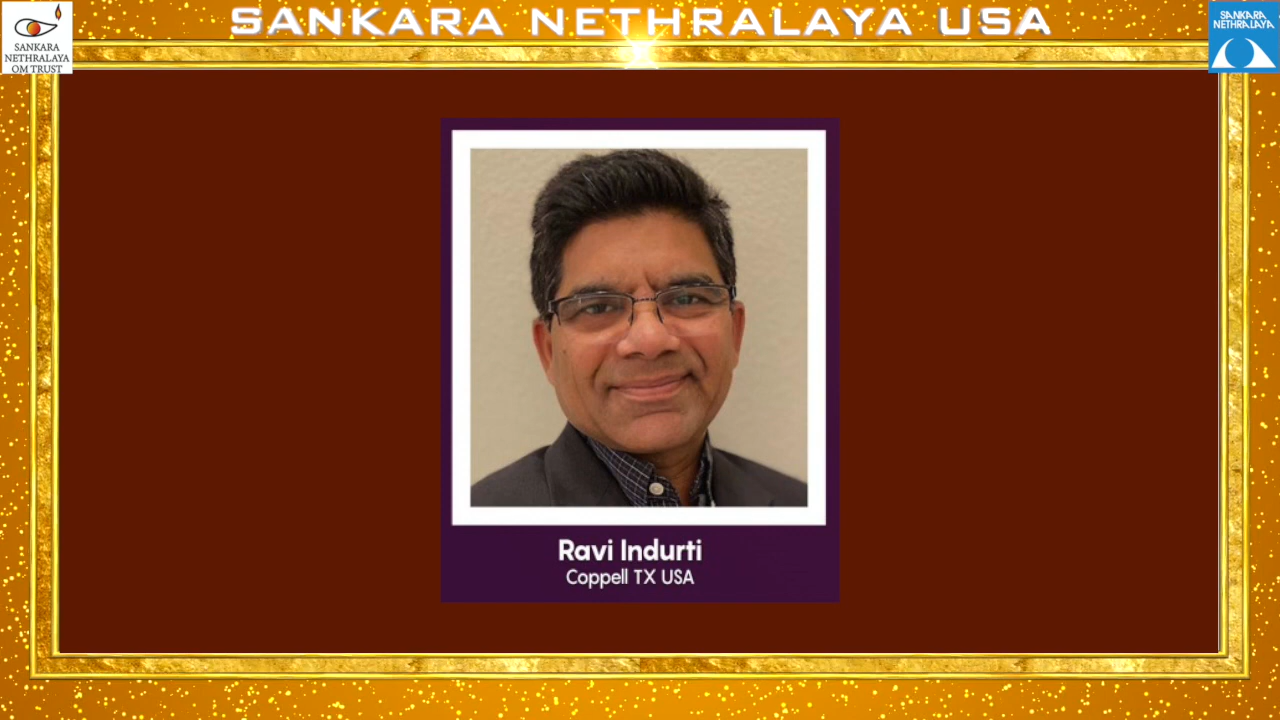 SANKARA NETHRALAYA USA
SANKARA
NETHRALAYA
OM TRUST
SANKARA
NETHRALAYA
Ravi Indurti
Coppell TX USA